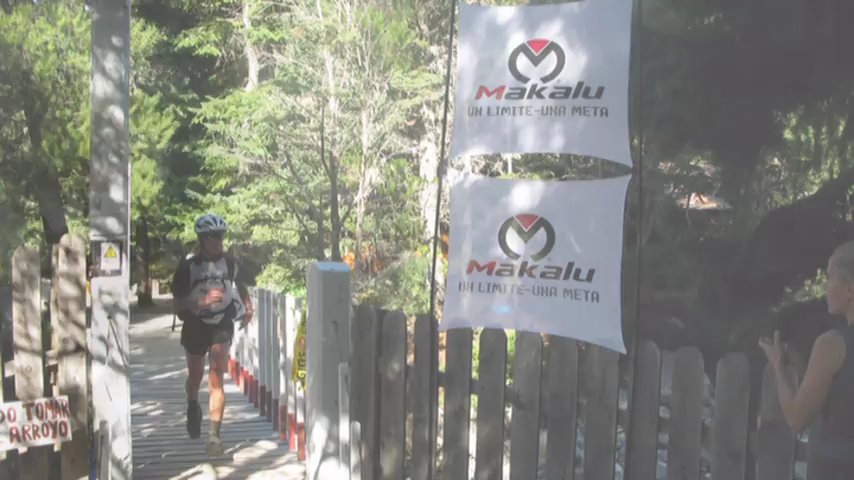 Makalu
UN LIMITE-UNA META
Makalu
UN LIMITE-UNA META
DO TOMAR
ARROYO